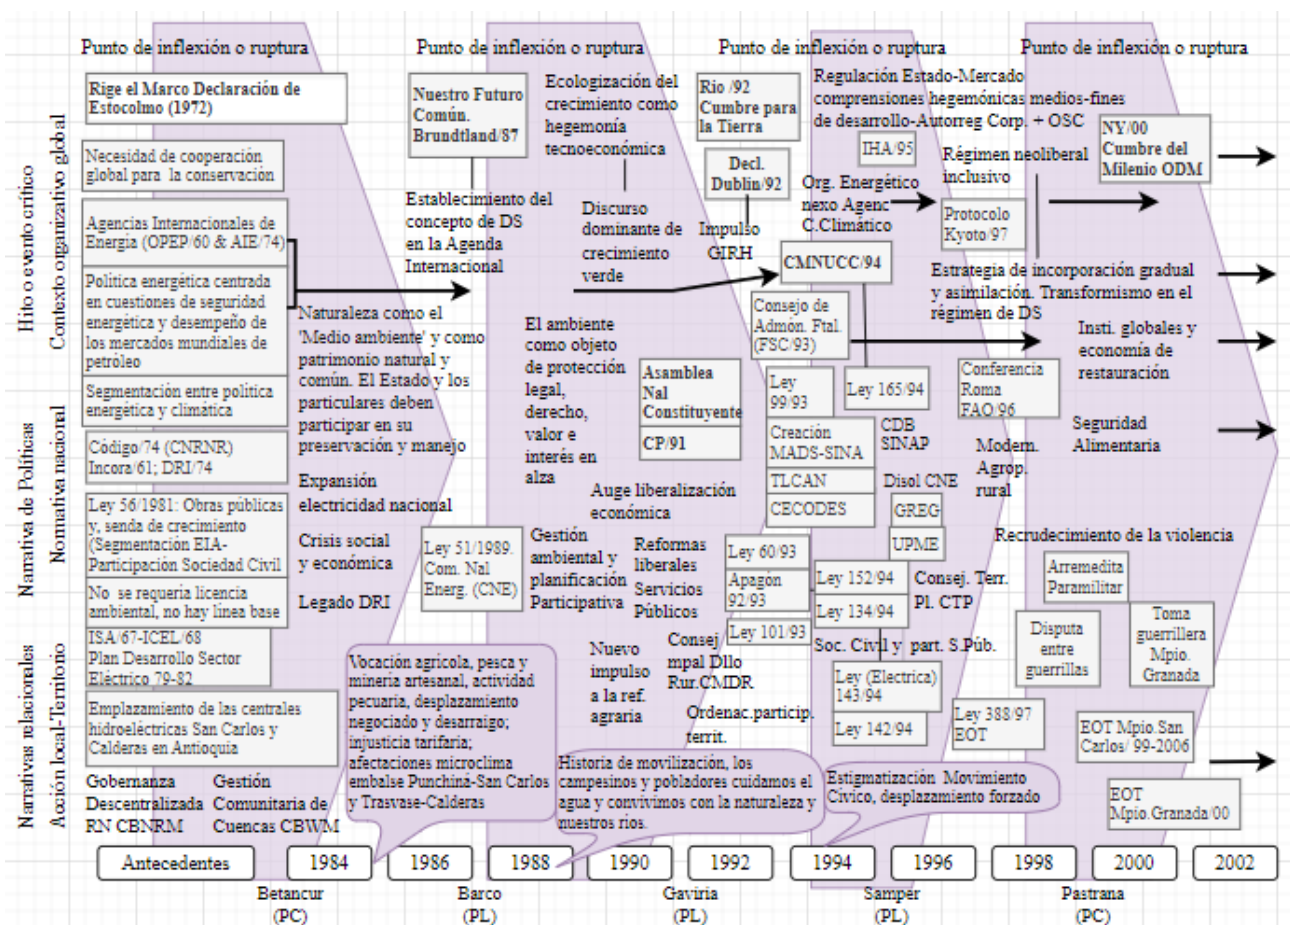 Punto de inflexión o ruptura
Punto de inflexión o ruptura
Punto de inflexión o ruptura
Punto de inflexión o ruptura
Hito o evento crítico
Contexto organizativo global
Rige el Marco Declaración de
Estocolmo (1972)
Necesidad de cooperación
global para la conservación
Agencias Internacionales de
Energía (OPEP/60 & AIE/74)
Política energética centrada
en cuestiones de seguridad
energética y desempeño de
los mercados mundiales de
petróleo
Segmentación entre política
energética y climática
Naturaleza como el
'Medio ambiente' y como
patrimonio natural y
común. El Estado y los
particulares deben
participar en su
preservación y manejo
Nuestro Futuro
Común.
Brundtland/87
Establecimiento del
concepto de DS
en la Agenda
Internacional
Ecologización del
crecimiento como
hegemonía
tecnoeconómica
Discurso
dominante de
crecimiento
verde
Rio /92
Cumbre para
la Tierra
Decl.
Dublin/92
Impulso
GIRH
Regulación Estado-Mercado
comprensiones hegemónicas medios-fines
de desarrollo-Autorreg Corp. + OSC
IHA/95
Org. Energético
nexo Agenc
C.Climático
CMNUCC/94
Consejo de
Admón. Ftal.
(FSC/93)
Régimen neoliberal
inclusivo
Protocolo
Kyoto/97
NY/00
Cumbre del
Milenio ODM
Estrategia de incorporación gradual
y asimilación. Transformismo en el
régimen de DS
Insti. globales y
economía de
restauración
Conferencia
Roma
FAO/96
Seguridad
Alimentaria
Modern.
Agrop.
rural
Narrativa de Políticas
Normativa nacional
Código/74 (CNRNR)
Incora/61; DRI/74
Ley 56/1981: Obras públicas
y, senda de crecimiento
(Segmentación EIA-
Participación Sociedad Civil
No se requería licencia
ambiental, no hay línea base
Expansión
electricidad nacional
Crisis social
y económica
Legado DRI
Ley 51/1989.
Com. Nal
Energ. (CNE)
El ambiente
como objeto
de protección
legal,
derecho,
valor e
interés en
alza
Asamblea
Nal
Constituyente
CP/91
Auge liberalización
económica
Gestión
ambiental y
planificación
Participativa
Reformas
liberales
Servicios
Públicos
Ley
99/93
Creación
MADS-SINA
TLCAN
CECODES
Ley 165/94
CDB
SINAP
Disol CNE
GREG
UPME
Ley 60/93
Apagón
92/93
Ley 101/93
Ley 152/94
Ley 134/94
Consej. Terr.
Pl. CTP
Soc. Civil y part. S.Púb.
Ley (Electrica)
143/94
Ley 142/94
Ley 388/97
EOT
Recrudecimiento de la violencia
Arremedita
Paramilitar
Disputa
entre
guerrillas
Toma
guerrillera
Mpio.
Granada
EOT Mpio.San
Carlos/ 99-2006
EOT
Mpio.Granada/00
Narrativas relacionales
Acción local-Territorio
ISA/67-ICEL/68
Plan Desarrollo Sector
Eléctrico 79-82
Emplazamiento de las centrales
hidroeléctricas San Carlos y
Calderas en Antioquia
Gobernanza
Descentralizada
RN CBNRM
Gestión
Comunitaria de
Cuencas CBWM
Vocación agrícola, pesca y
minería artesanal, actividad
pecuaria, desplazamiento
negociado y desarraigo;
injusticia tarifaria;
afectaciones microclima
embalse Punchiná-San Carlos
y Trasvase-Calderas
Nuevo
impulso
a la ref.
agraria
Consej
mpal Dllo
Rur.CMDR
Ordenac.particip.
territ.
Historia de movilización, los
campesinos y pobladores cuidamos el
agua y convivimos con la naturaleza y
nuestros rios.
Estigmatización Movimiento
Cívico, desplazamiento forzado
Antecedentes
1984
1986
1988
1990
1992
1994
1996
1998
2000
2002
Betancur
(PC)
Barco
(PL)
Gaviria
(PL)
Samper
(PL)
Pastrana
(PC)